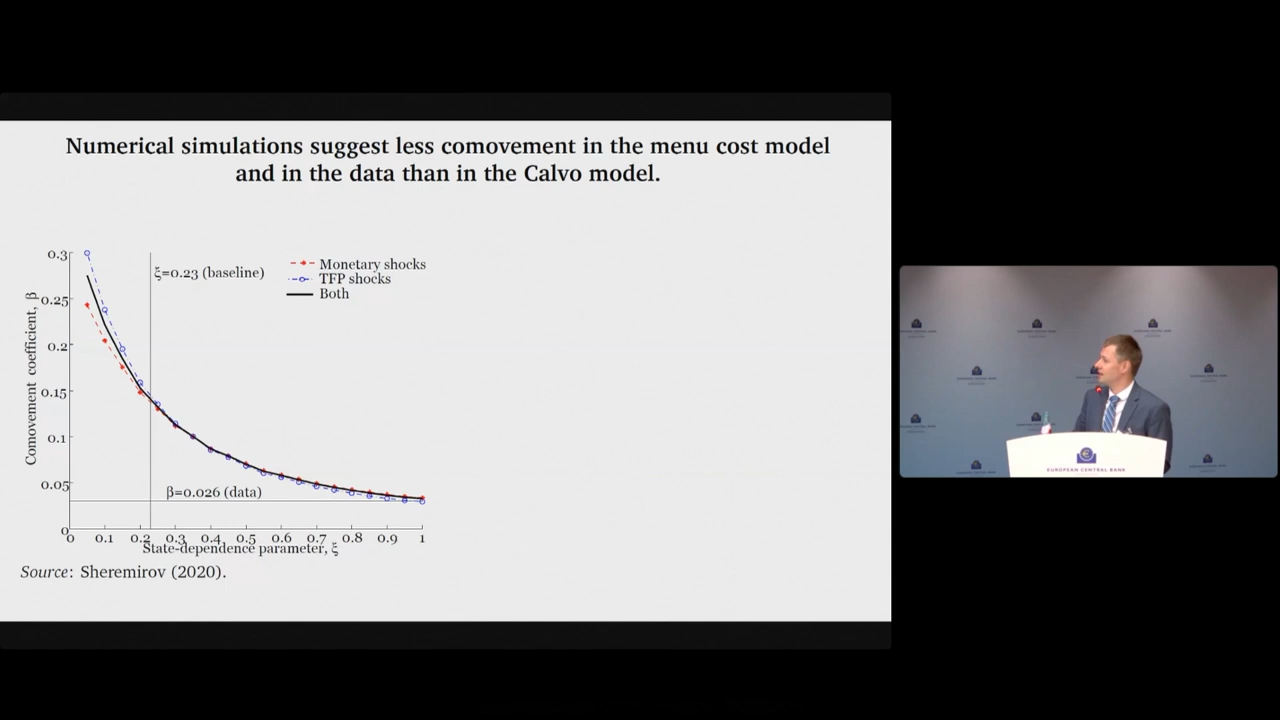 Numerical simulations suggest less comovement in the menu cost model
and in the data than in the Calvo model.
0.3
0.25
0.2
0.15
0.1
0.05
0
Comovement coefficient, β
ξ=0.23 (baseline)
Monetary shocks
TFP shocks
Both
β=0.026 (data)
0 0.1 0.2 0.3 0.4 0.5 0.6 0.7 0.8 0.9 1
State-dependence parameter, ξ
Source: Sheremirov (2020).
EUROPEAN CENTRAL BANK